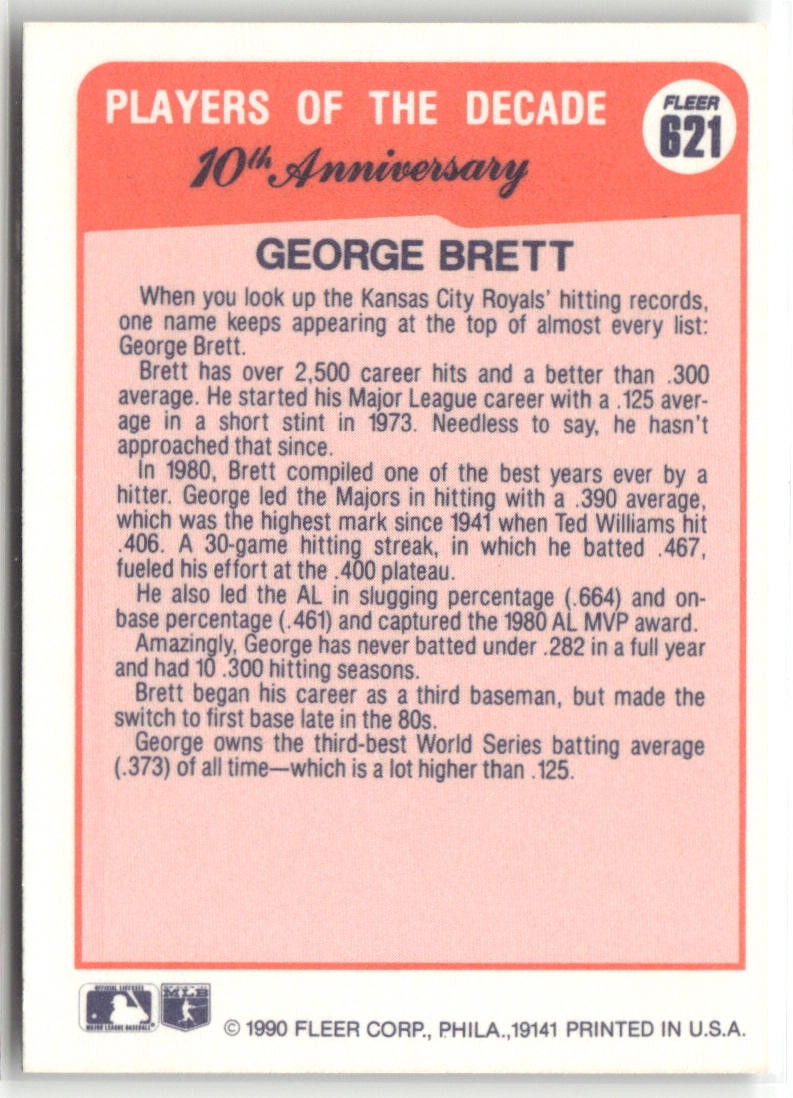 PLAYERS OF THE DECADE
FLEER
621
10th Anniversary
GEORGE BRETT
When you look up the Kansas City Royals' hitting records,
one name keeps appearing at the top of almost every list:
George Brett.
Brett has over 2,500 career hits and a better than .300
average. He started his Major League career with a .125 aver-
age in a short stint in 1973. Needless to say, he hasn't
approached that since.
In 1980, Brett compiled one of the best years ever by a
hitter. George led the Majors in hitting with a .390 average,
which was the highest mark since 1941 when Ted Williams hit
.406. A 30-game hitting streak, in which he batted .467,
fueled his effort at the .400 plateau.
He also led the AL in slugging percentage (.664) and on-
base percentage (.461) and captured the 1980 AL MVP award.
Amazingly, George has never batted under .282 in a full year
and had 10 .300 hitting seasons.
Brett began his career as a third baseman, but made the
switch to first base late in the 80s.
George owns the third-best World Series batting average
(.373) of all time—which is a lot higher than .125.
OFFICIAL LICENSEE
MAJOR LEAGUE BASEBALL
MLB
© 1990 FLEER CORP., PHILA.,19141 PRINTED IN U.S.A.